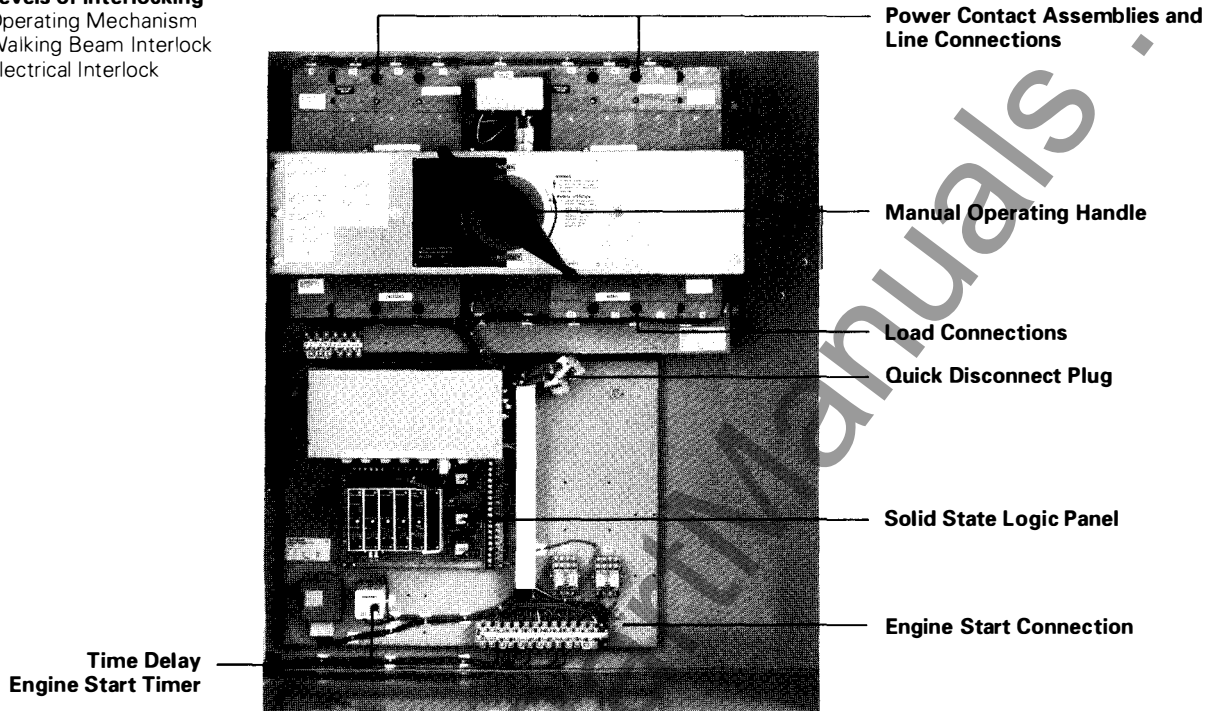 Levels of Interlocking
Operating Mechanism
Walking Beam Interlock
Electrical Interlock
Power Contact Assemblies and
Line Connections
Manual Operating Handle
Load Connections
Quick Disconnect Plug
Solid State Logic Panel
Engine Start Connection
Time Delay
Engine Start Timer
Manuals .